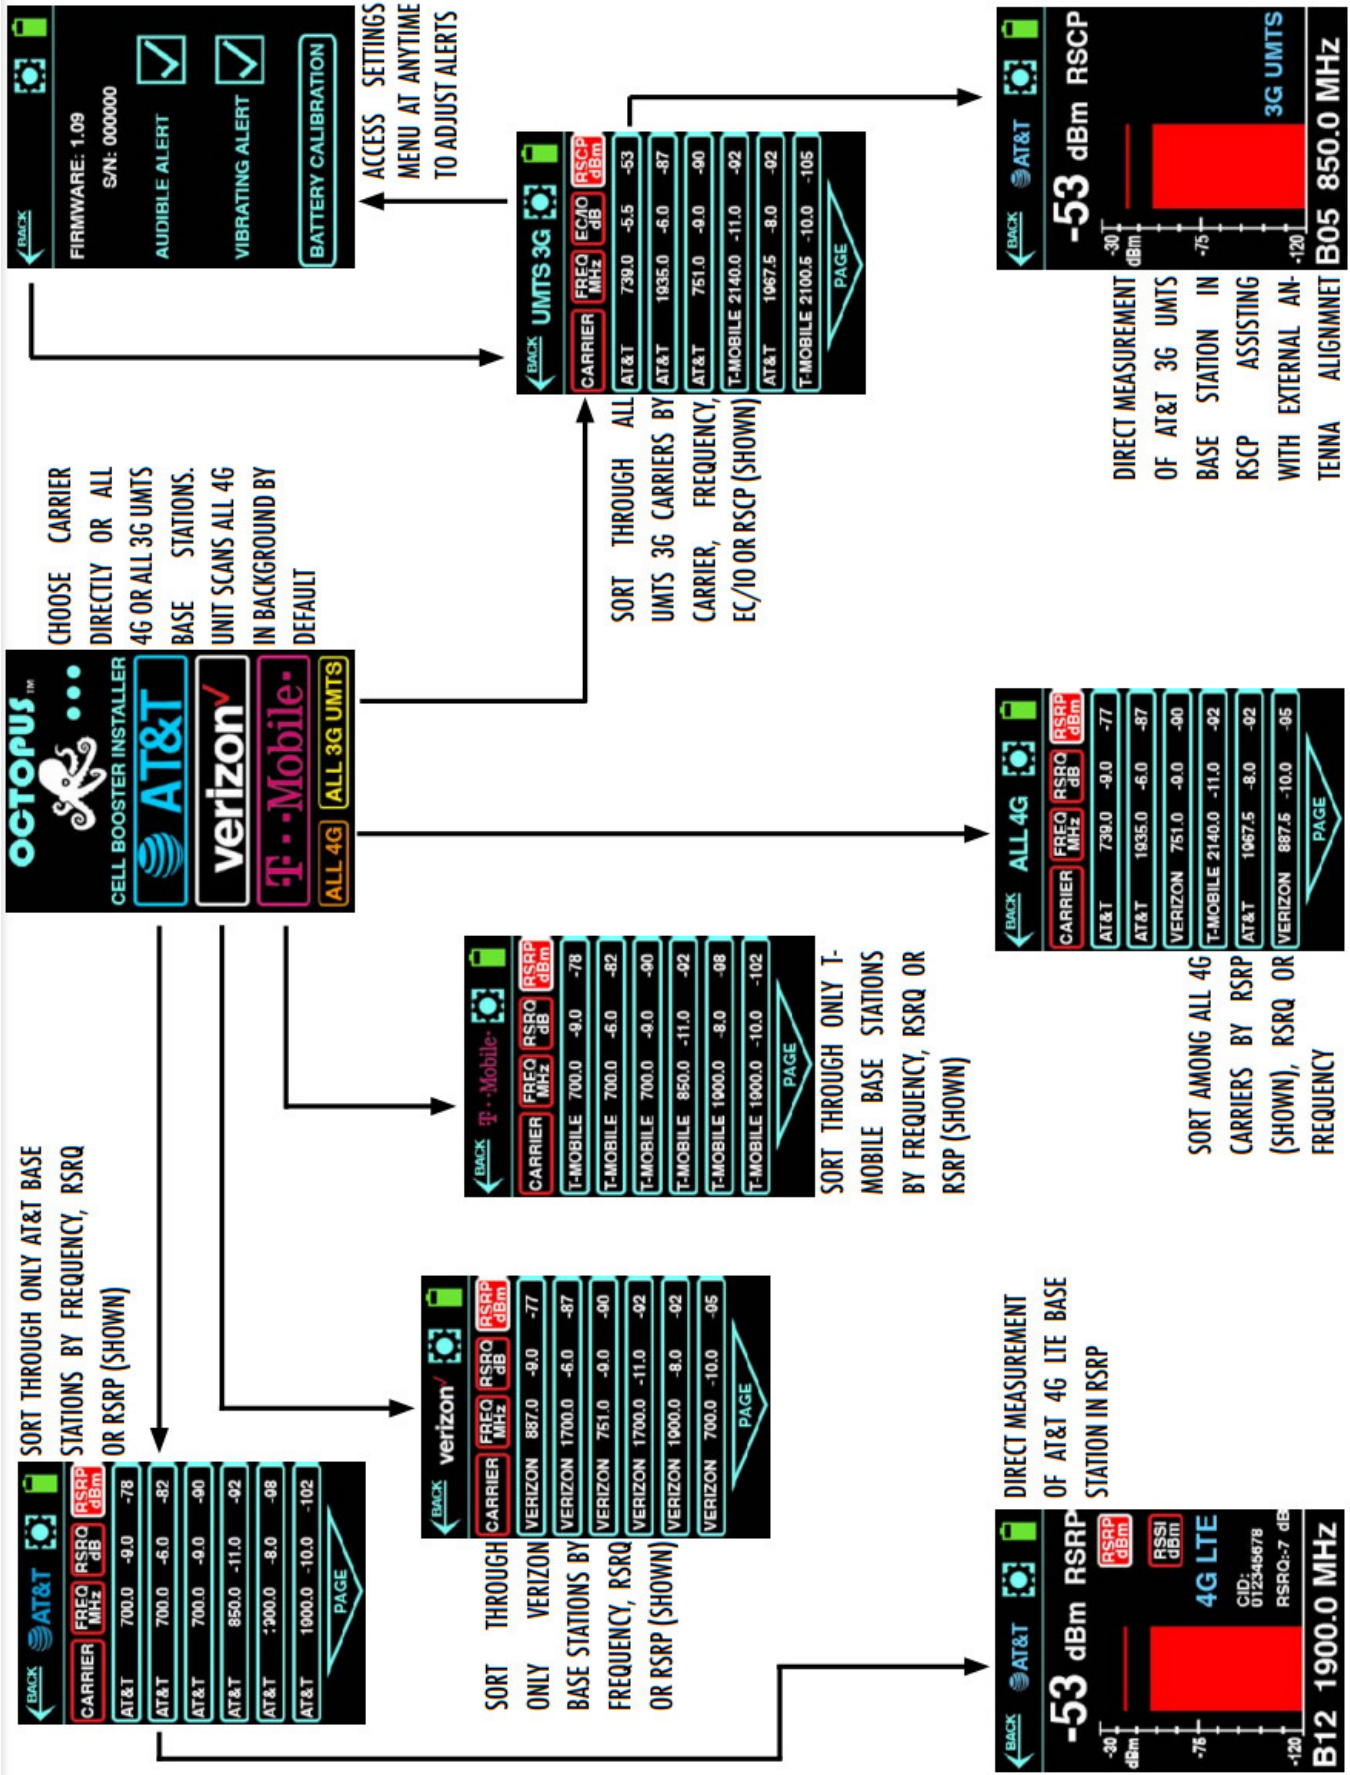 BACK AT&T
CARRIER FREQ MHz RSRQ dB RSRP dBm
AT&T 700.0 -9.0 -78
AT&T 700.0 -6.0 -82
AT&T 700.0 -9.0 -90
AT&T 850.0 -11.0 -92
AT&T 1900.0 -8.0 -98
AT&T 1900.0 -10.0 -102
PAGE
SORT THROUGH ONLY AT&T BASE
STATIONS BY FREQUENCY, RSRQ
OR RSRP (SHOWN)
OCTOPUS™
CELL BOOSTER INSTALLER
AT&T
verizon
T··Mobile·
ALL 4G ALL 3G UMTS
CHOOSE CARRIER
DIRECTLY OR ALL
4G OR ALL 3G UMTS
BASE STATIONS.
UNIT SCANS ALL 4G
IN BACKGROUND BY
DEFAULT
BACK
FIRMWARE: 1.09
S/N: 000000
AUDIBLE ALERT
VIBRATING ALERT
BATTERY CALIBRATION
ACCESS SETINGS
MENU AT ANYTIME
TO ADJUST ALERTS
BACK verizon
CARRIER FREQ MHz RSRQ dB RSRP dBm
VERIZON 887.0 -9.0 -77
VERIZON 1700.0 -6.0 -87
VERIZON 751.0 -9.0 -90
VERIZON 1700.0 -11.0 -92
VERIZON 1900.0 -8.0 -92
VERIZON 700.0 -10.0 -95
PAGE
SORT THROUGH
ONLY VERIZON
BASE STATIONS BY
FREQUENCY, RSRQ
OR RSRP (SHOWN)
BACK T··Mobile·
CARRIER FREQ MHz RSRQ dB RSRP dBm
T-MOBILE 700.0 -9.0 -78
T-MOBILE 700.0 -6.0 -82
T-MOBILE 700.0 -9.0 -90
T-MOBILE 850.0 -11.0 -92
T-MOBILE 1900.0 -8.0 -98
T-MOBILE 1900.0 -10.0 -102
PAGE
SORT THROUGH ONLY T-
MOBILE BASE STATIONS
BY FREQUENCY, RSRQ OR
RSRP (SHOWN)
BACK UMTS 3G
CARRIER FREQ MHz EC/IO dB RSCP dBm
AT&T 739.0 -5.5 -53
AT&T 1935.0 -6.0 -87
AT&T 751.0 -9.0 -90
T-MOBILE 2140.0 -11.0 -92
AT&T 1967.5 -8.0 -92
T-MOBILE 2100.5 -10.0 -105
PAGE
SORT THROUGH ALL
UMTS 3G CARRIERS BY
CARRIER, FREQUENCY,
EC/IO OR RSCP (SHOWN)
BACK AT&T
-53 dBm RSRP
-30
dBm
-75
-120
RSRP dBm
RSSI dBm
4G LTE
CID:
012345678
RSRQ:-7 dB
B12 1900.0 MHz
DIRECT MEASUREMENT
OF AT&T 4G LTE BASE
STATION IN RSRP
BACK ALL 4G
CARRIER FREQ MHz RSRQ dB RSRP dBm
AT&T 739.0 -9.0 -77
AT&T 1935.0 -6.0 -87
VERIZON 751.0 -9.0 -90
T-MOBILE 2140.0 -11.0 -92
AT&T 1967.5 -8.0 -92
VERIZON 887.5 -10.0 -95
PAGE
SORT AMONG ALL 4G
CARRIERS BY RSRP
(SHOWN), RSRQ OR
FREQUENCY
BACK AT&T
-53 dBm RSCP
-30
dBm
-75
-120
3G UMTS
B05 850.0 MHz
DIRECT MEASUREMENT
OF AT&T 3G UMTS
BASE STATION IN
RSCP ASSISTING
WITH EXTERNAL AN-
TENNA ALIGNMNET